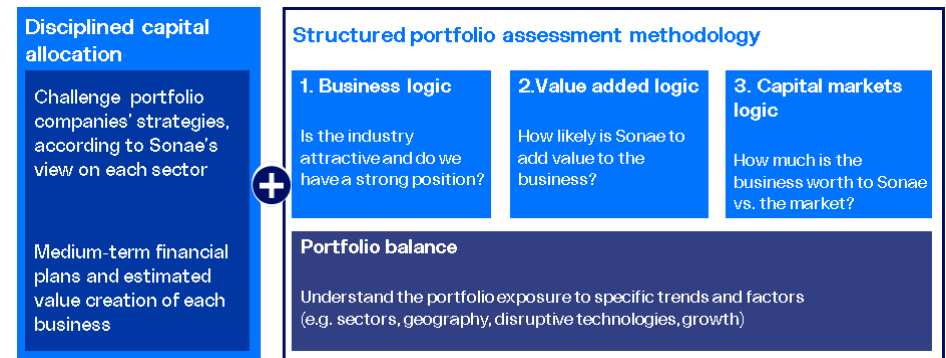 Disciplined capital
allocation
Challenge portfolio
companies' strategies,
according to Sonae's
view on each sector
Medium-term financial
plans and estimated
value creation of each
business
+
Structured portfolio assessment methodology
1. Business logic
Is the industry
attractive and do we
have a strong position?
2.Value added logic
How likely is Sonae to
add value to the
business?
3. Capital markets
logic
How much is the
business worth to Sonae
vs. the market?
Portfolio balance
Understand the portfolio exposure to specific trends and factors
(e.g. sectors, geography, disruptive technologies, growth)